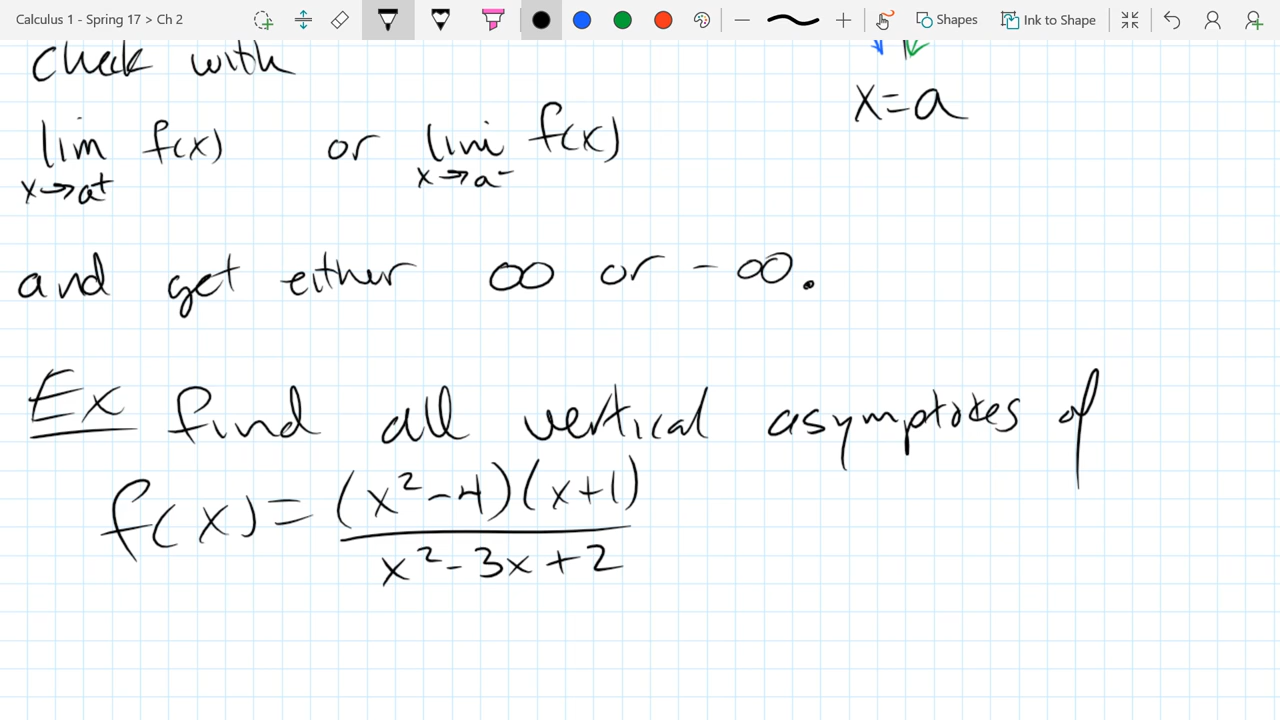 Calculus 1 - Spring 17 > Ch 2
Shapes
Ink to Shape
check with
x=a
lim f(x) or lim f(x)
x→a⁺ x→a⁻
and get either ∞ or -∞.
Ex find all vertical asymptotes of
f(x)= (x²-4)(x+1)
x²-3x+2